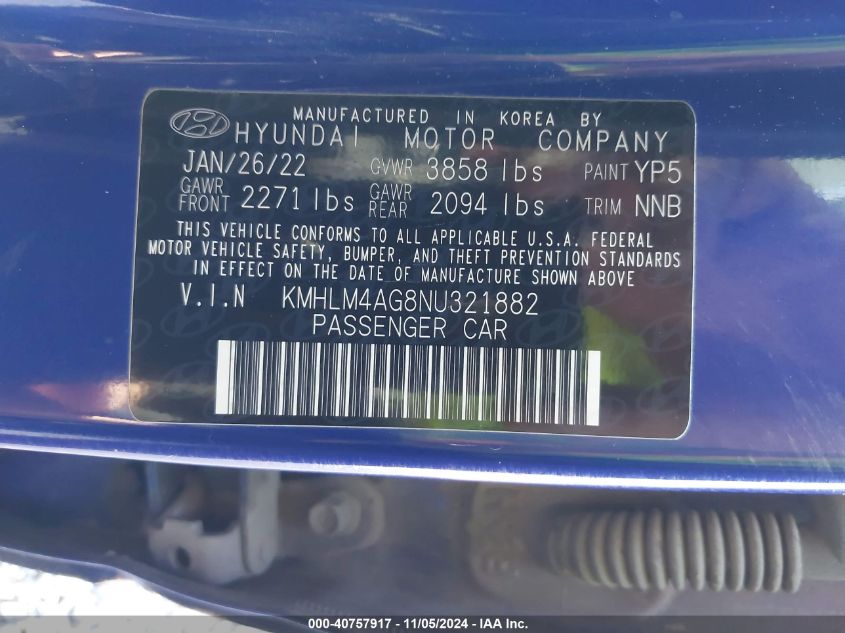 MANUFACTURED IN KOREA BY
HYUNDAI MOTOR COMPANY
JAN/26/22 GVWR 3858 lbs PAINT YP5
GAWR FRONT 2271 lbs GAWR REAR 2094 lbs TRIM NNB
THIS VEHICLE CONFORMS TO ALL APPLICABLE U.S.A. FEDERAL
MOTOR VEHICLE SAFETY, BUMPER, AND THEFT PREVENTION STANDARDS
IN EFFECT ON THE DATE OF MANUFACTURE SHOWN ABOVE
V.I.N KMHLM4AG8NU321882
PASSENGER CAR
000-40757917 - 11/05/2024 - IAA Inc.